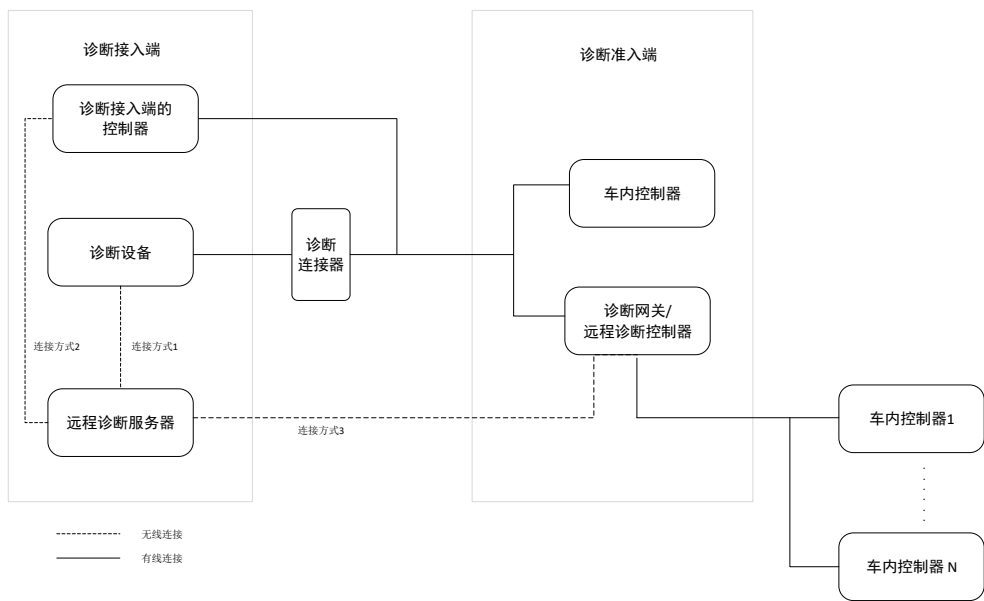 诊断接入端
诊断准入端
诊断接入端的
控制器
车内控制器
诊断设备
诊断
连接器
诊断网关/
远程诊断控制器
连接方式2
连接方式1
远程诊断服务器
连接方式3
车内控制器1
无线连接
有线连接
车内控制器 N